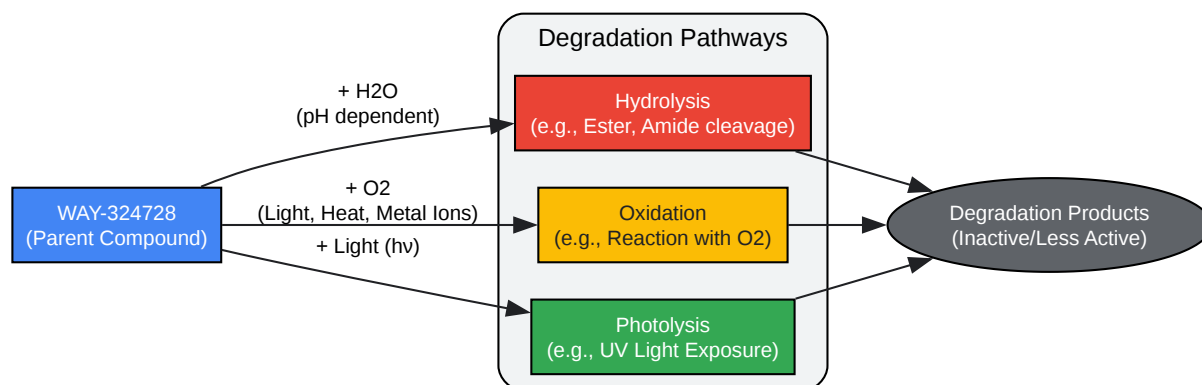 Degradation Pathways
+ H2O
(pH dependent)
Hydrolysis
(e.g., Ester, Amide cleavage)
WAY-324728
(Parent Compound)
+ O2
(Light, Heat, Metal Ions)
Oxidation
(e.g., Reaction with O2)
Degradation Products
(Inactive/Less Active)
+ Light (hν)
Photolysis
(e.g., UV Light Exposure)